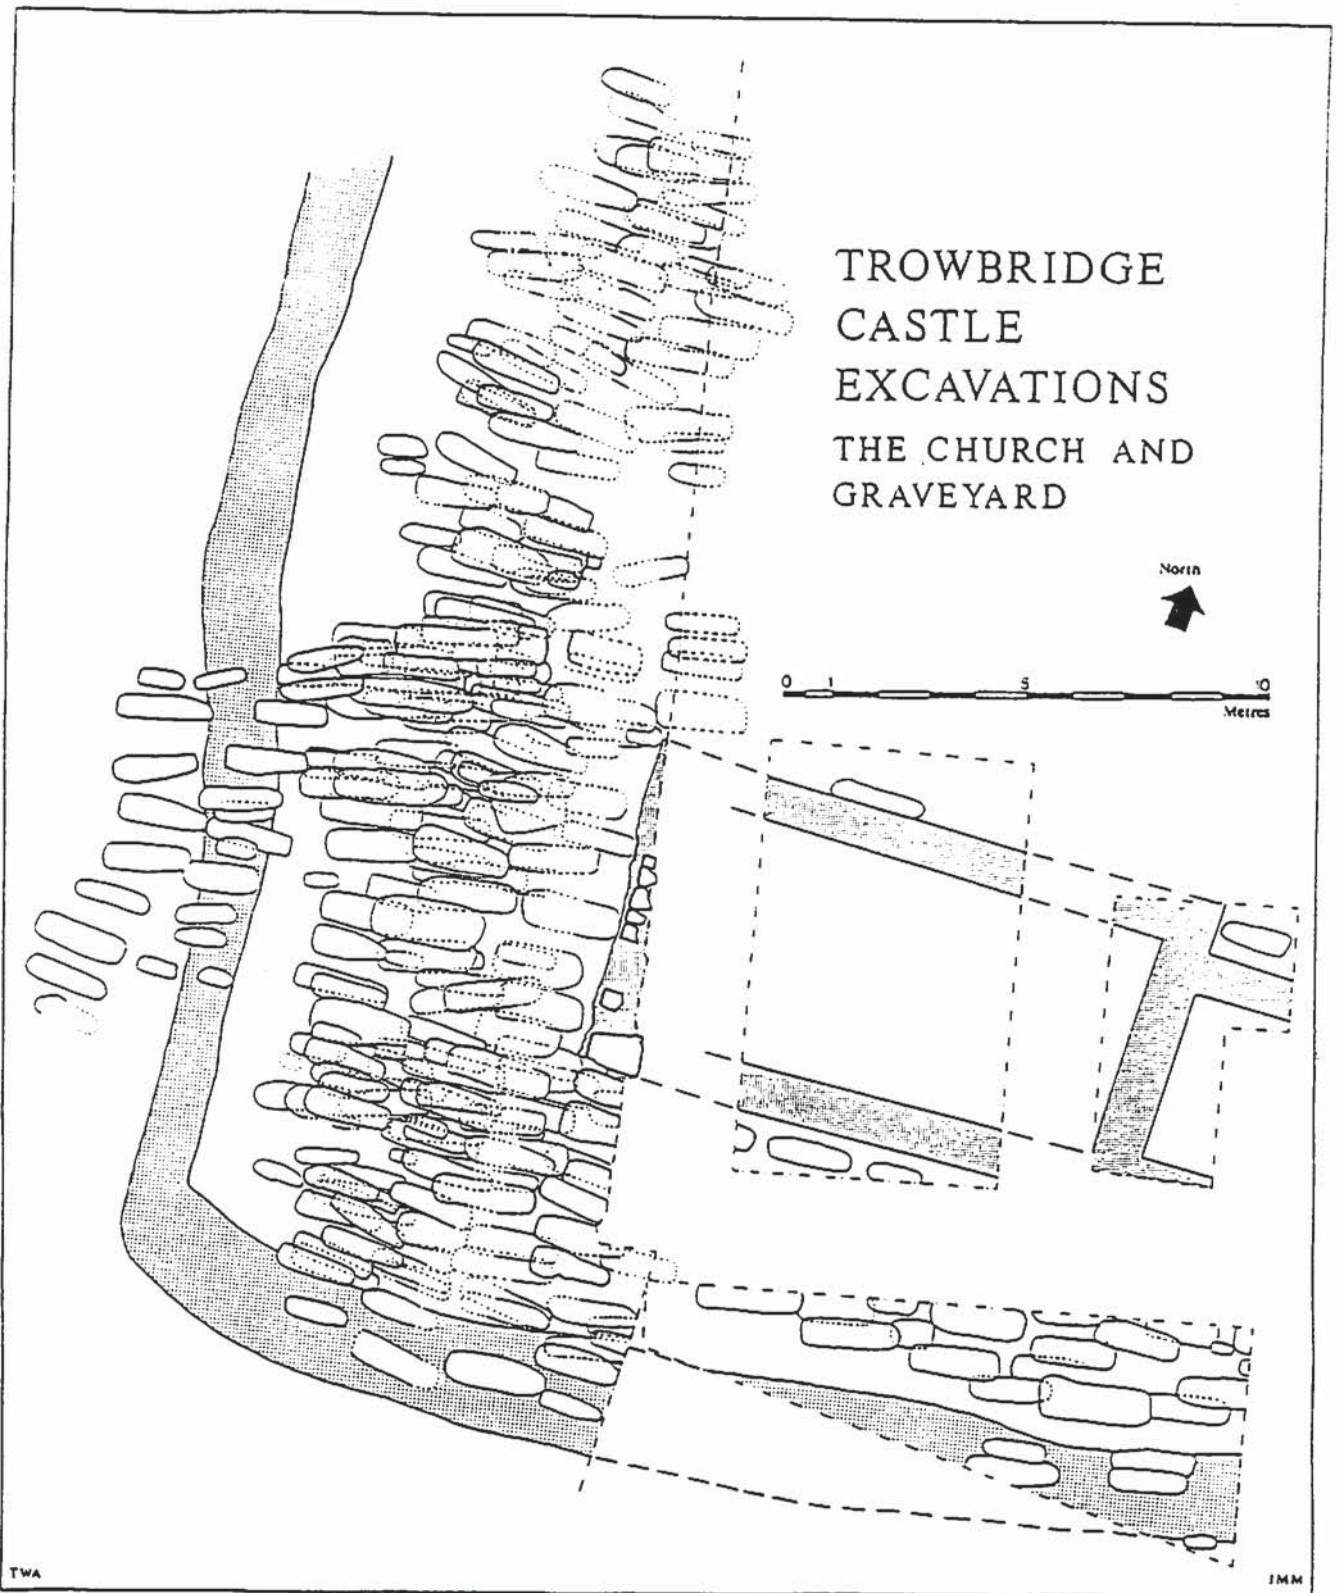 TROWBRIDGE
CASTLE
EXCAVATIONS
THE CHURCH AND
GRAVEYARD
North
0 1 5 10
Metres
TWA
IMM